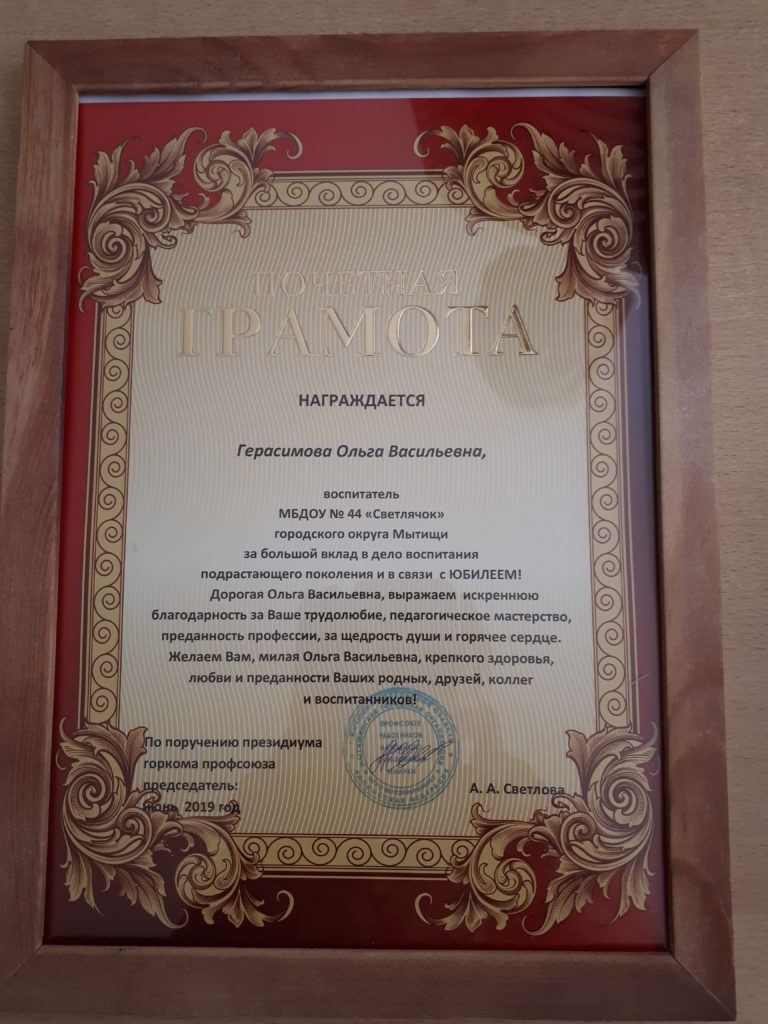 ПОЧЕТНАЯ
ГРАМОТА
НАГРАЖДАЕТСЯ
Герасимова Ольга Васильевна,
воспитатель
МБДОУ № 44 «Светлячок»
городского округа Мытищи
за большой вклад в дело воспитания
подрастающего поколения и в связи с ЮБИЛЕЕМ!
Дорогая Ольга Васильевна, выражаем искреннюю
благодарность за Ваше трудолюбие, педагогическое мастерство,
преданность профессии, за щедрость души и горячее сердце.
Желаем Вам, милая Ольга Васильевна, крепкого здоровья,
любви и преданности Ваших родных, друзей, коллег
и воспитанников!
По поручению президиума
горкома профсоюза
председатель:
А. А. Светлова
июнь 2019 год
ПРОФСОЮЗ
РАБОТНИКОВ